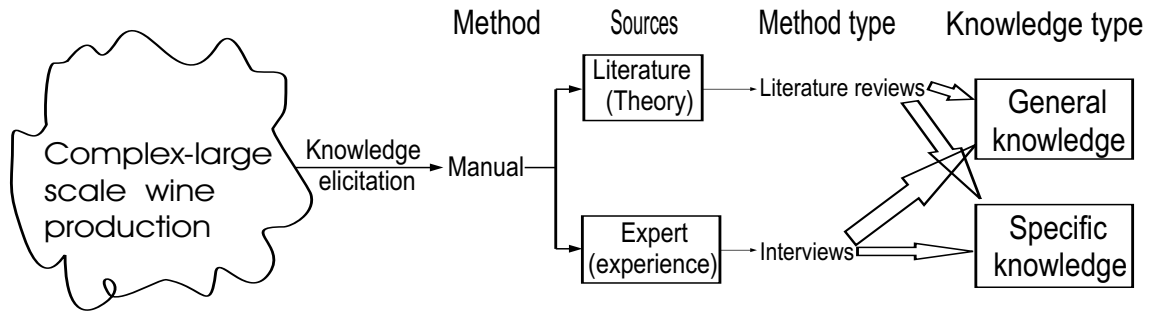 Method Sources Method type Knowledge type
Complex-large
scale wine
production
Knowledge
elicitation
Manual
Literature
(Theory)
Literature reviews
General
knowledge
Expert
(experience)
Interviews
Specific
knowledge